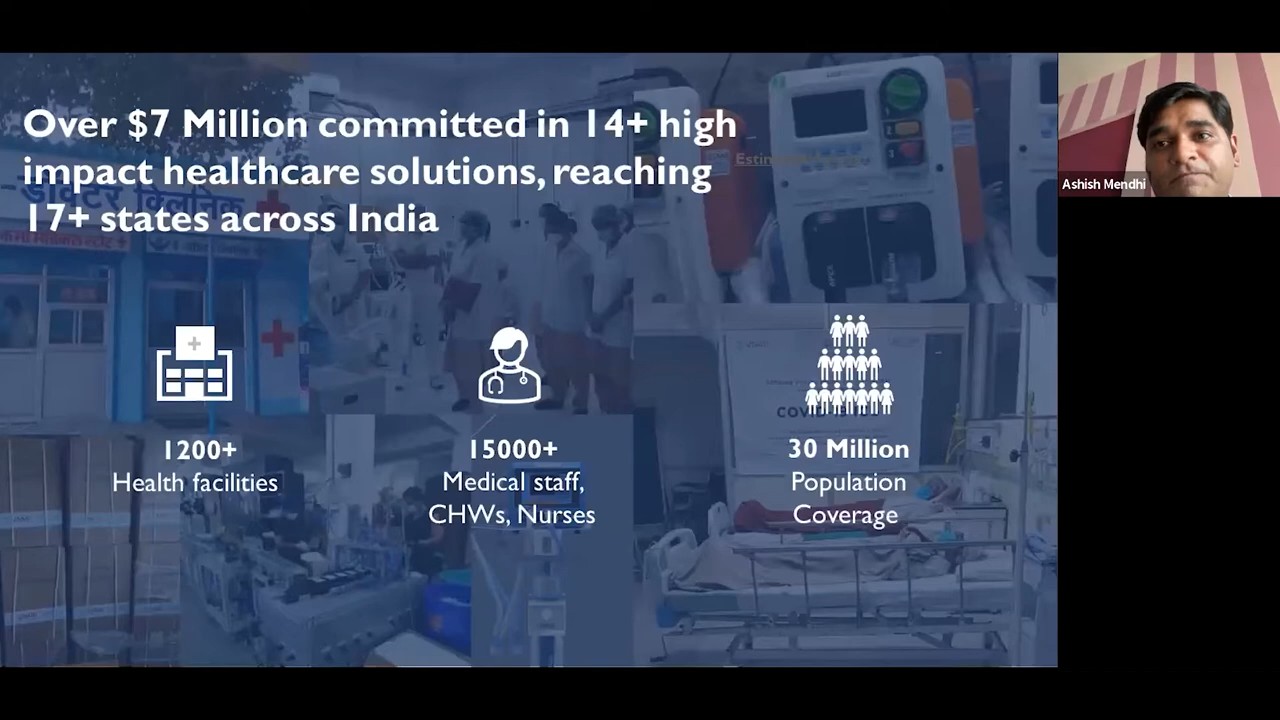 Over $7 Million committed in 14+ high
impact healthcare solutions, reaching
17+ states across India
डॉक्टर क्लिनिक
1200+
Health facilities
15000+
Medical staff,
CHWs, Nurses
30 Million
Population
Coverage
Ashish Mendhi